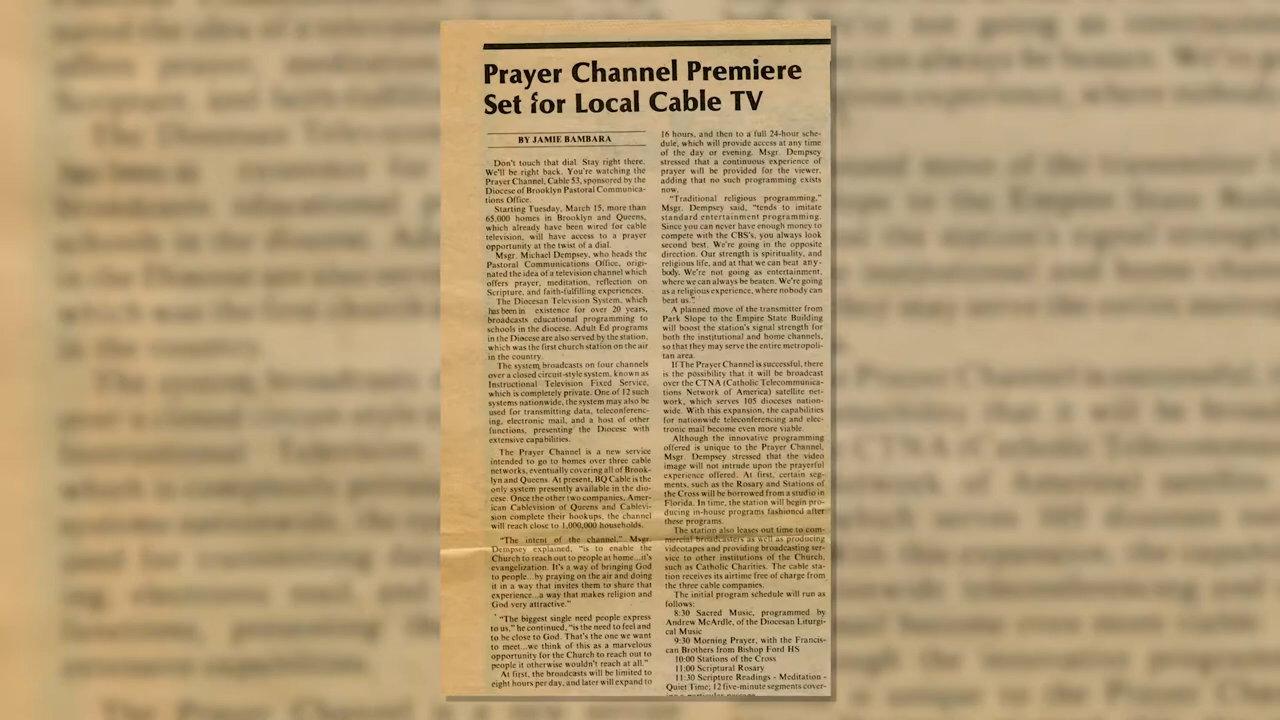 Prayer Channel Premiere
Set for Local Cable TV
BY JAMIE BAMBARA
Don't touch that dial. Stay right there.
We'll be right back. You're watching the
Prayer Channel, Cable 53, sponsored by the
Diocese of Brooklyn Pastoral Communica-
tions Office.
Starting Tuesday, March 15, more than
65,000 homes in Brooklyn and Queens,
which already have been wired for cable
television, will have access to a prayer
opportunity at the twist of a dial.
Msgr. Michael Dempsey, who heads the
Pastoral Communications Office, origi-
nated the idea of a television channel which
offers prayer, meditation, reflection on
Scripture, and faith-fulfilling experiences.
The Diocesan Television System, which
has been in existence for over 20 years,
broadcasts educational programming to
schools in the diocese. Adult Ed programs
in the Diocese are also served by the station,
which was the first church station on the air
in the country.
The system broadcasts on four channels
over a closed circuit-style system, known as
Instructional Television Fixed Service,
which is completely private. One of 12 such
systems nationwide, the system may also be
used for transmitting data, teleconferenc-
ing, electronic mail, and a host of other
functions, presenting the Diocese with
extensive capabilities.
The Prayer Channel is a new service
intended to go to homes over three cable
networks, eventually covering all of Brook-
lyn and Queens. At present, BQ Cable is the
only system presently available in the dio-
cese. Once the other two companies, Amer-
ican Cablevision of Queens and Cablevi-
sion complete their hookups, the channel
will reach close to 1,000,000 households.
"The intent of the channel," Msgr.
Dempsey explained, "is to enable the
Church to reach out to people at home...it's
evangelization. It's a way of bringing God
to people...by praying on the air and doing
it in a way that invites them to share that
experience...a way that makes religion and
God very attractive."
"The biggest single need people express
to us," he continued, "is the need to feel and
to be close to God. That's the one we want
to meet...we think of this as a marvelous
opportunity for the Church to reach out to
people it otherwise wouldn't reach at all."
At first, the broadcasts will be limited to
eight hours per day, and later will expand to
16 hours, and then to a full 24-hour sche-
dule, which will provide access at any time
of the day or evening. Msgr. Dempsey
stressed that a continuous experience of
prayer will be provided for the viewer,
adding that no such programming exists
now.
"Traditional religious programming,"
Msgr. Dempsey said, "tends to imitate
standard entertainment programming.
Since you can never have enough money to
compete with the CBS's, you always look
second best. We're going in the opposite
direction. Our strength is spirituality, and
religious life, and at that we can beat any-
body. We're not going as entertainment,
where we can always be beaten. We're going
as a religious experience, where nobody can
beat us."
A planned move of the transmitter from
Park Slope to the Empire State Building
will boost the station's signal strength for
both the institutional and home channels,
so that they may serve the entire metropoli-
tan area.
If The Prayer Channel is successful, there
is the possibility that it will be broadcast
over the CTNA (Catholic Telecommunica-
tions Network of America) satellite net-
work, which serves 105 dioceses nation-
wide. With this expansion, the capabilities
for nationwide teleconferencing and elec-
tronic mail become even more viable.
Although the innovative programming
offered is unique to the Prayer Channel,
Msgr. Dempsey stressed that the video
image will not intrude upon the prayerful
experience offered. At first, certain seg-
ments, such as the Rosary and Stations of
the Cross will be borrowed from a studio in
Florida. In time, the station will begin pro-
ducing in-house programs fashioned after
these programs.
The station also leases out time to com-
mercial broadcasters as well as producing
videotapes and providing broadcasting ser-
vice to other institutions of the Church,
such as Catholic Charities. The cable sta-
tion receives its airtime free of charge from
the three cable companies.
The initial program schedule will run as
follows:
8:30 Sacred Music, programmed by
Andrew McArdle, of the Diocesan Liturgi-
cal Music
9:30 Morning Prayer, with the Francis-
can Brothers from Bishop Ford HS
10:00 Stations of the Cross
11:00 Scriptural Rosary
11:30 Scripture Readings - Meditation -
Quiet Time; 12 five-minute segments cover-